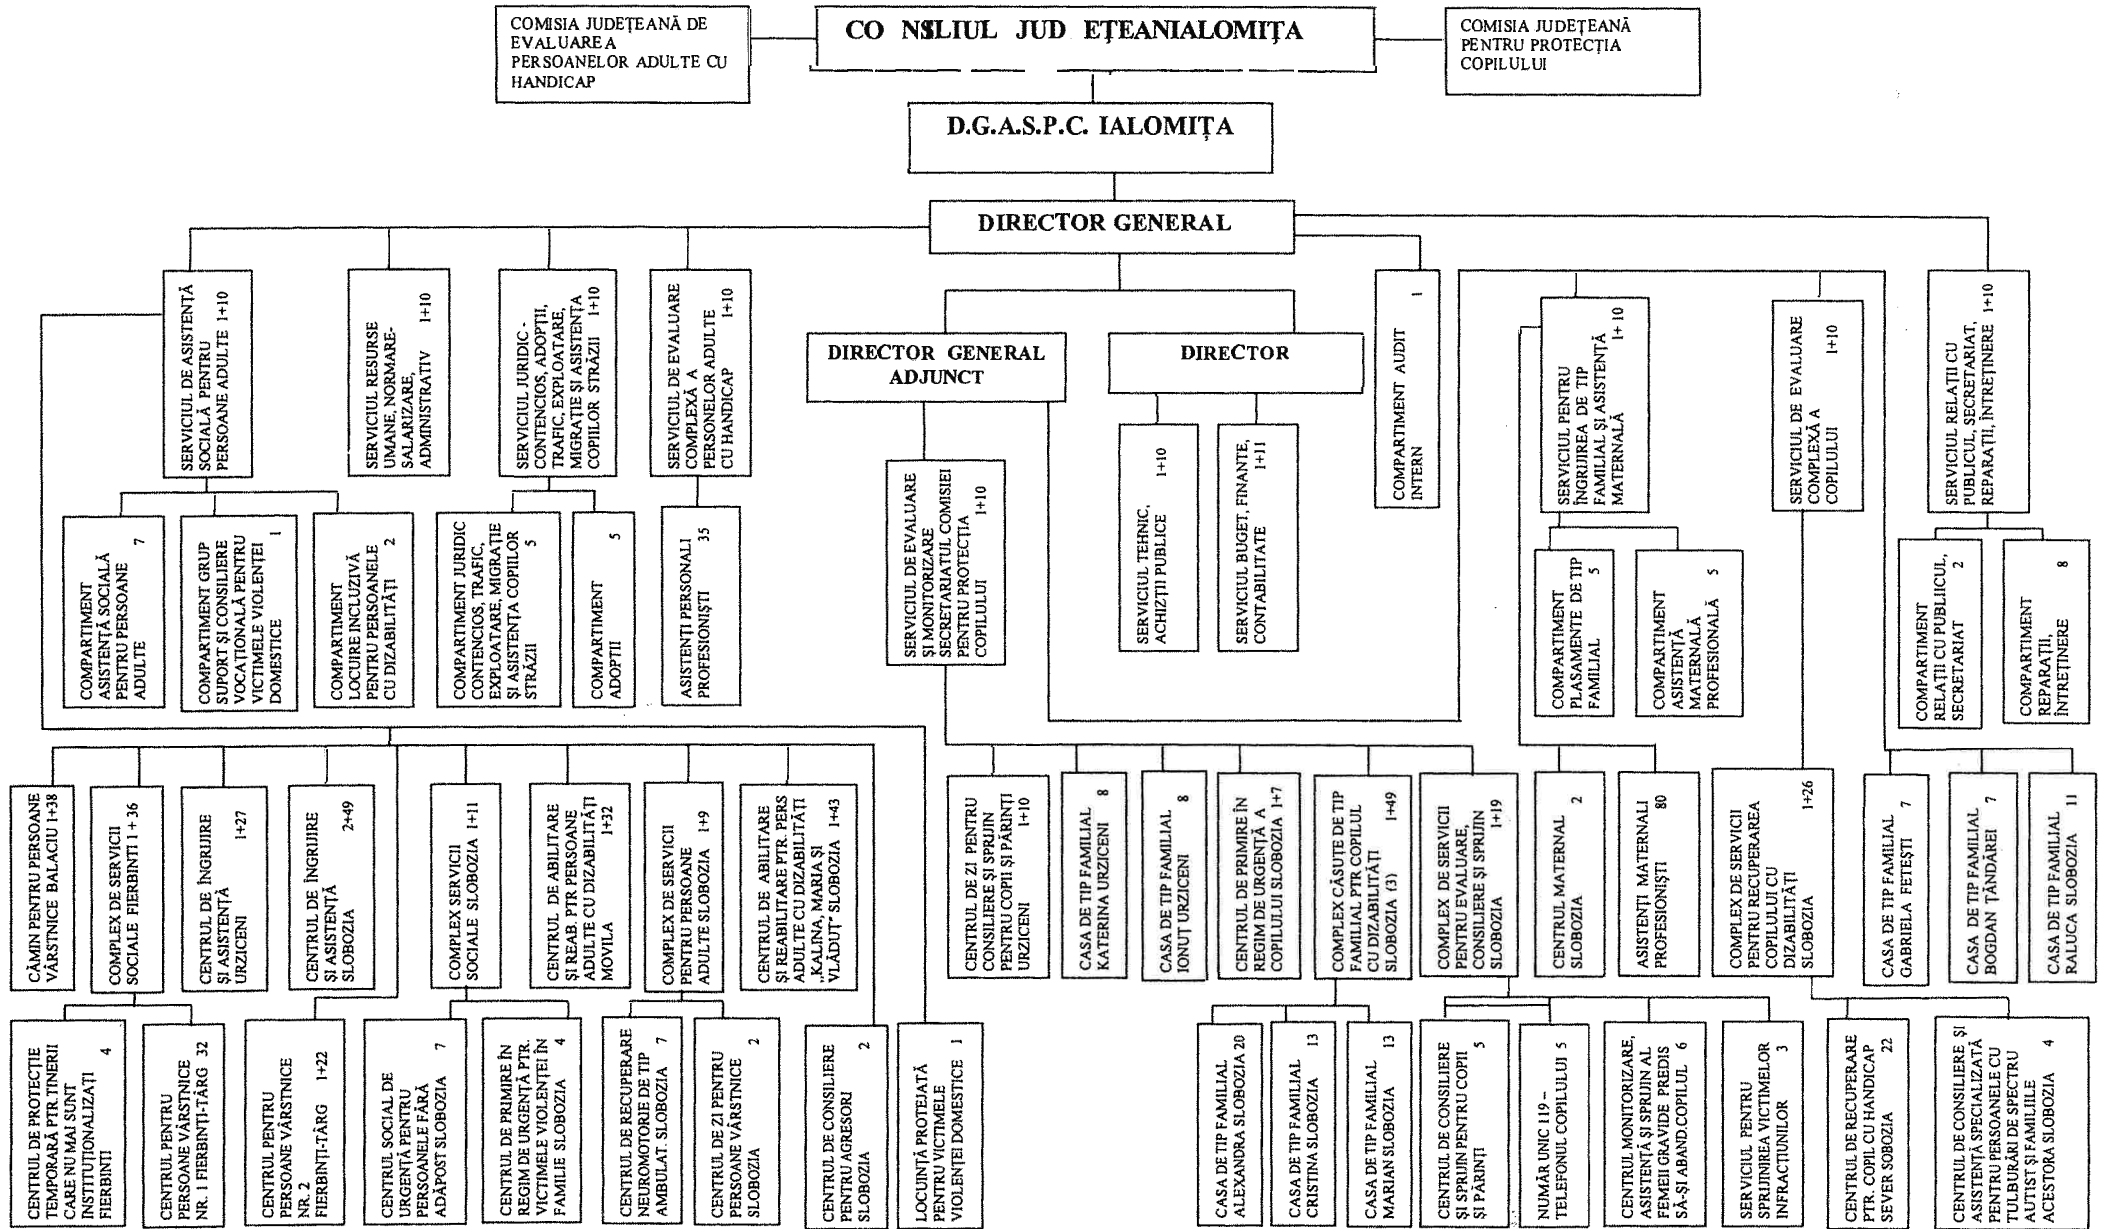 COMISIA JUDEȚEANĂ DE
EVALUAREA
PERSOANELOR ADULTE CU
HANDICAP
CO NSLIUL JUD EȚEANIALOMIȚA
COMISIA JUDEȚEANĂ
PENTRU PROTECȚIA
COPILULUI
D.G.A.S.P.C. IALOMIȚA
DIRECTOR GENERAL
SERVICIUL DE ASISTENȚĂ
SOCIALĂ PENTRU
PERSOANE ADULTE 1+10
SERVICIUL RESURSE
UMANE, NORMARE-
SALARIZARE,
ADMINISTRATIV 1+10
SERVICIUL JURIDIC -
CONTENCIOS, ADOPȚII,
TRAFIC, EXPLOATARE,
MIGRAȚIE ȘI ASISTENȚA
COPIILOR STRĂZII 1+10
SERVICIUL DE EVALUARE
COMPLEXĂ A
PERSONELOR ADULTE
CU HANDICAP 1+10
DIRECTOR GENERAL
ADJUNCT
DIRECTOR
COMPARTIMENT AUDIT
INTERN 1
SERVICIUL PENTRU
ÎNGRIJIREA DE TIP
FAMILIAL ȘI ASISTENȚĂ
MATERNALĂ 1+ 10
SERVICIUL DE EVALUARE
COMPLEXĂ A
COPILULUI 1+10
SERVICIUL RELAȚII CU
PUBLICUL, SECRETARIAT,
REPARAȚII, ÎNTREȚINERE 1+10
SERVICIUL DE EVALUARE
ȘI MONITORIZARE
SECRETARIATUL COMISIEI
PENTRU PROTECȚIA
COPILULUI 1+10
SERVICIUL TEHNIC,
ACHIZȚII PUBLICE 1+10
SERVICIUL BUGET, FINANTE,
CONTABILITATE 1+11
COMPARTIMENT
ASISTENȚĂ SOCIALĂ
PENTRU PERSOANE
ADULTE 7
COMPARTIMENT GRUP
SUPORT ȘI CONSILIERE
VOCAȚIONALĂ PENTRU
VICTIMELE VIOLENȚEI
DOMESTICE 1
COMPARTIMENT
LOCUIRE INCLUZIVĂ
PENTRU PERSOANELE
CU DIZABILITĂȚI 2
COMPARTIMENT JURIDIC
CONTENCIOS, TRAFIC,
EXPLOATARE, MIGRAȚIE
ȘI ASISTENȚA COPIILOR
STRĂZII 5
COMPARTIMENT
ADOPTII 5
ASISTENȚI PERSONALI
PROFESIONIȘTI 35
COMPARTIMENT
PLASAMENTE DE TIP
FAMILIAL 5
COMPARTIMENT
ASISTENȚĂ
MATERNALĂ
PROFESIONALĂ 5
COMPARTIMENT
RELAȚII CU PUBLIICUL,
SECRETARIAT 2
COMPARTIMENT
REPARAȚII,
ÎNTREȚINERE 8
CĂMIN PENTRU PERSOANE
VÂRSTNICE BALACIU 1+38
COMPLEX DE SERVICII
SOCIALE FIERBINTI 1 + 36
CENTRUL DE ÎNGRIJIRE
ȘI ASISTENȚĂ
URZICENI 1+27
CENTRUL DE ÎNGRIJIRE
ȘI ASISTENȚĂ
SLOBOZIA 2+49
COMPLEX SERVICII
SOCIALE SLOBOZIA 1+11
CENTRUL DE ABILITARE
ȘI REAB. PTR PERSOANE
ADULTE CU DIZABILITĂȚI
MOVILA 1+32
COMPLEX DE SERVICII
PENTRU PERSOANE
ADULTE SLOBOZIA 1+9
CENTRUL DE ABILITARE
ȘI REABILITARE PTR. PERS
ADULTE CU DIZABILITĂȚI
„KALINA, MARIA ȘI
VLĂDUȚ” SLOBOZIA 1+43
CENTRUL DE ZI PENTRU
CONSILIERE ȘI SPRIJIN
PENTRU COPII ȘI PĂRINȚI
URZICENI 1+10
CASA DE TIP FAMILIAL
KATERINA URZICENI 8
CASA DE TIP FAMILIAL
IONUȚ URZICENI 8
CENTRUL DE PRIMIRE ÎN
REGIM DE URGENȚĂ A
COPILULUI SLOBOZIA 1+7
COMPLEX CĂSUȚE DE TIP
FAMILIAL PTR COPILUL
CU DIZABILITĂȚI
SLOBOZIA (3) 1+49
COMPLEX DE SERVICII
PENTRU EVALUARE,
CONSILIERE ȘI SPRIJIN
SLOBOZIA 1+19
CENTRUL MATERNAL
SLOBOZIA 2
ASISTENȚI MATERNALI
PROFESIONIȘTI 80
COMPLEX DE SERVICII
PENTRU RECUPERAREA
COPILULUI CU
DIZABILITĂȚI
SLOBOZIA 1+26
CASA DE TIP FAMILIAL
GABRIELA FETEȘTI 7
CASA DE TIP FAMILIAL
BOGDAN ȚĂNDĂREI 7
CASA DE TIP FAMILIAL
RALUCA SLOBOZIA 11
CENTRUL DE PROTECȚIE
TEMPORARĂ PTR. TINERII
CARE NU MAI SUNT
INSTITUȚIONALIZAȚI
FIERBINTI 4
CENTRUL PENTRU
PERSOANE VÂRSTNICE
NR. 1 FIERBINȚI-TÂRG 32
CENTRUL PENTRU
PERSOANE VÂRSTNICE
NR. 2
FIERBINȚI-TÂRG 1+22
CENTRUL SOCIAL DE
URGENȚĂ PENTRU
PERSOANELE FĂRĂ
ADĂPOST SLOBOZIA 7
CENTRUL DE PRIMIRE ÎN
REGIM DE URGENȚĂ PTR.
VICTIMELE VIOLENȚEI ÎN
FAMILIE SLOBOZIA 4
CENTRUL DE RECUPERARE
NEUROMOTORIE DE TIP
AMBULAT. SLOBOZIA 7
CENTRUL DE ZI PENTRU
PERSOANE VÂRSTNICE
SLOBOZIA 2
CENTRUL DE CONSILIERE
PENTRU AGRESORI
SLOBOZIA 2
LOCUINȚĂ PROTEJATĂ
PENTRU VICTIMELE
VIOLENȚEI DOMESTICE 1
CASA DE TIP FAMILIAL
ALEXANDRA SLOBOZIA 20
CASA DE TIP FAMILIAL
CRISTINA SLOBOZIA 13
CASA DE TIP FAMILIAL
MARIAN SLOBOZIA 13
CENTRUL DE CONSILIERE
ȘI SPRIJIN PENTRU COPII
ȘI PĂRINȚI 5
NUMĂR UNIC 119 –
TELEFONUL COPILULUI 5
CENTRUL MONITORIZARE,
ASISTENȚĂ ȘI SPRIJIN AL
FEMEII GRAVIDE PREDIS
SĂ-ȘI ABAND.COPILUL 6
SERVICIUL PENTRU
SPRIJINIREA VICTIMELOR
INFRACȚIUNILOR 3
CENTRUL DE RECUPERARE
PTR. COPIL CU HANDICAP
SEVER SOBOZIA 22
CENTRUL DE CONSILIERE ȘI
ASISTENȚĂ SPECIALIZATĂ
PENTRU PERSOANELE CU
TULBURĂRI DE SPECTRU
AUTIST ȘI FAMILIILE
ACESTORA SLOBOZIA 4